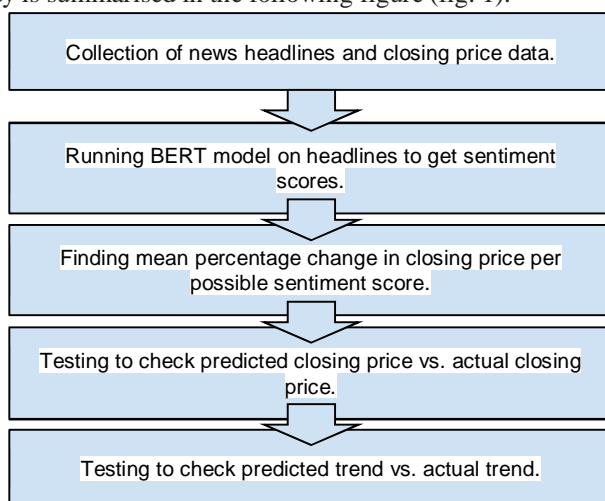 y is summarised in the following figure (fig. 1).
Collection of news headlines and closing price data.
Running BERT model on headlines to get sentiment
scores.
Finding mean percentage change in closing price per
possible sentiment score.
Testing to check predicted closing price vs. actual closing
price.
Testing to check predicted trend vs. actual trend.